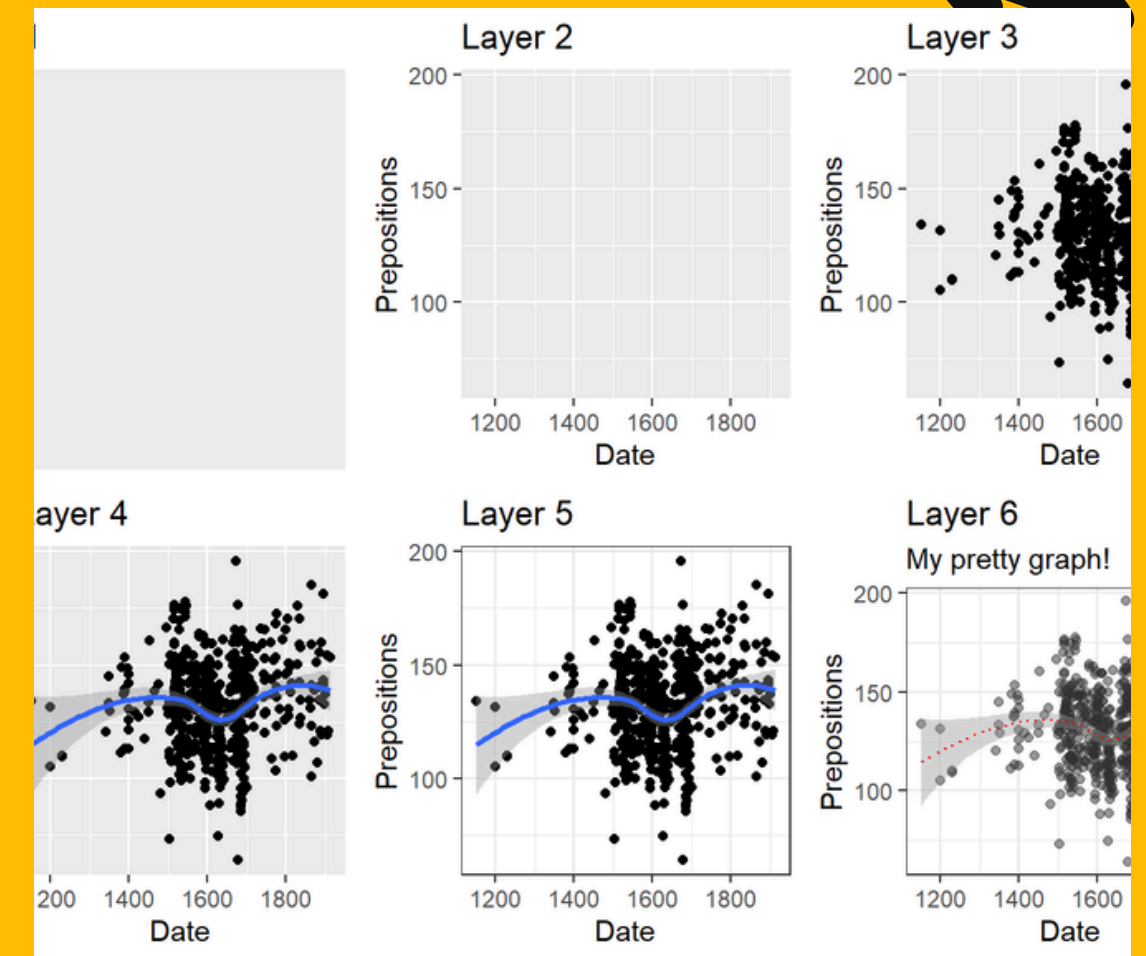 Layer 2
Layer 3
200
150
100
Prepositions
1200 1400 1600 1800
Date
200
150
100
Prepositions
1200 1400 1600
Date
ayer 4
Layer 5
Layer 6
My pretty graph!
200 1400 1600 1800
Date
200
150
100
Prepositions
1200 1400 1600 1800
Date
200
150
100
Prepositions
1200 1400 1600
Date